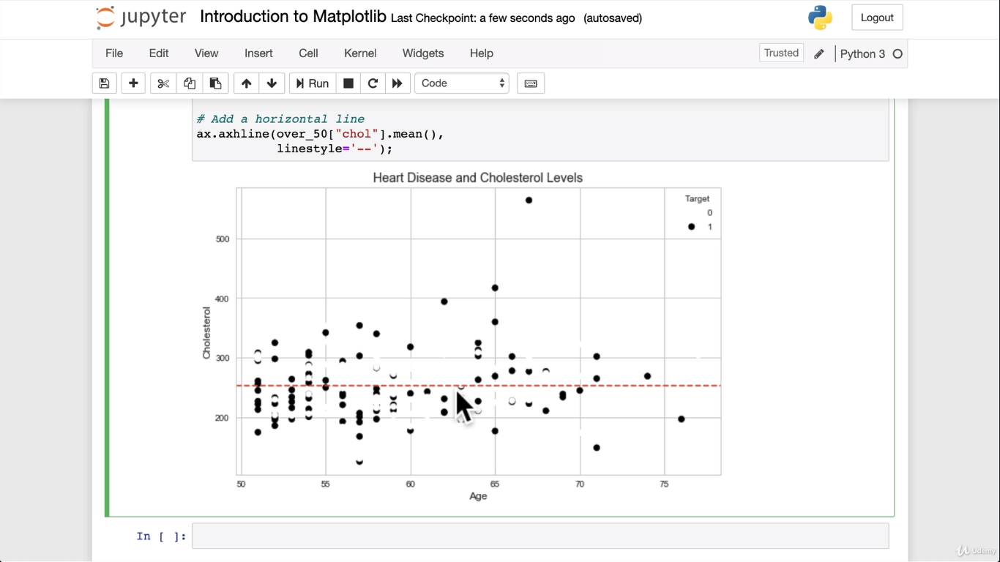 jupyter Introduction to Matplotlib Last Checkpoint: a few seconds ago (autosaved)
Logout
File Edit View Insert Cell Kernel Widgets Help
Trusted Python 3
Run Code
# Add a horizontal line
ax.axhline(over_50["chol"].mean(),
linestyle='--');
Heart Disease and Cholesterol Levels
Target
0
1
500
400
300
200
Cholesterol
50 55 60 65 70 75
Age
In [ ]:
Udemy